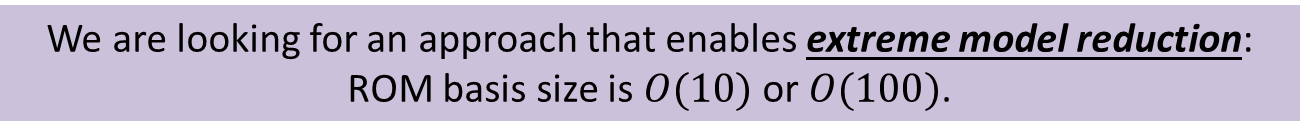 We are looking for an approach that enables extreme model reduction:
ROM basis size is O(10) or O(100).